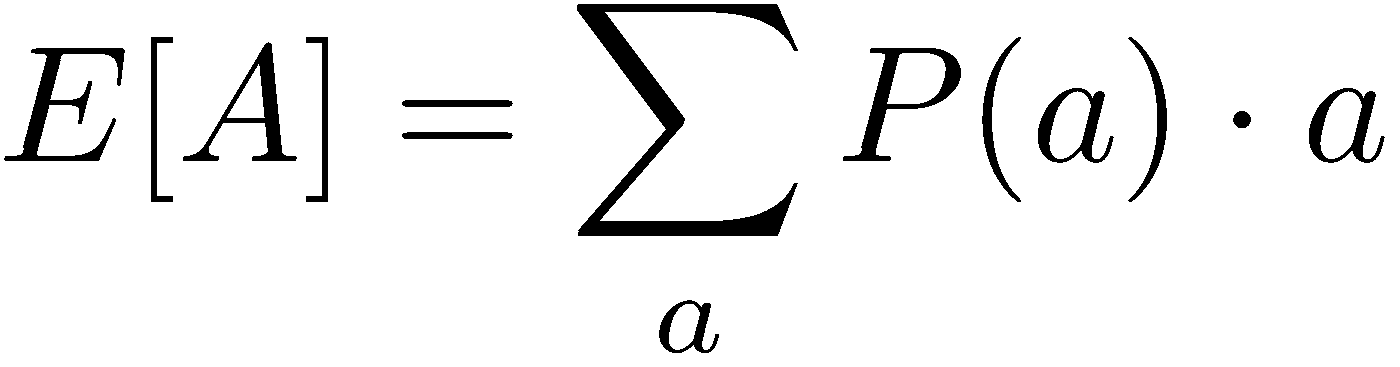 E[A] = ∑ P(a) · a
a